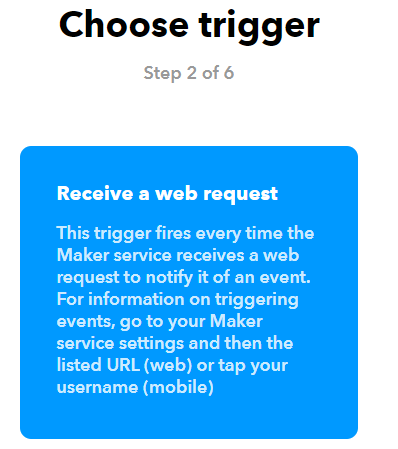 Choose trigger
Step 2 of 6
Receive a web request
This trigger fires every time the
Maker service receives a web
request to notify it of an event.
For information on triggering
events, go to your Maker
service settings and then the
listed URL (web) or tap your
username (mobile)